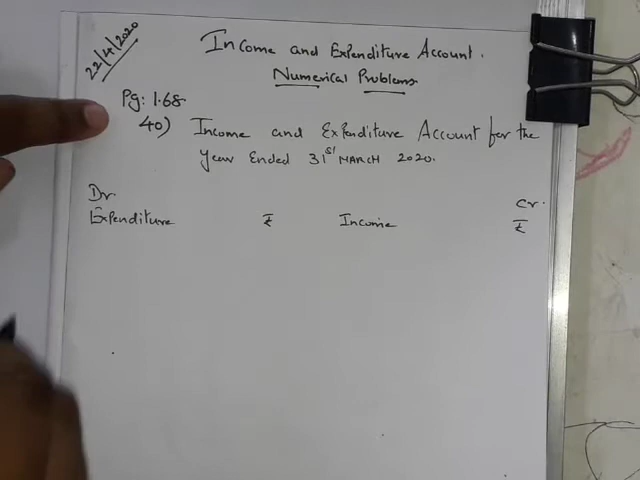 22/4/2020
Income and Expenditure Account.
Numerical Problems
Pg: 1.68
40) Income and Expenditure Account for the
Year Ended 31st MARCH 2020.
Dr Cr.
Expenditure ₹ Income ₹